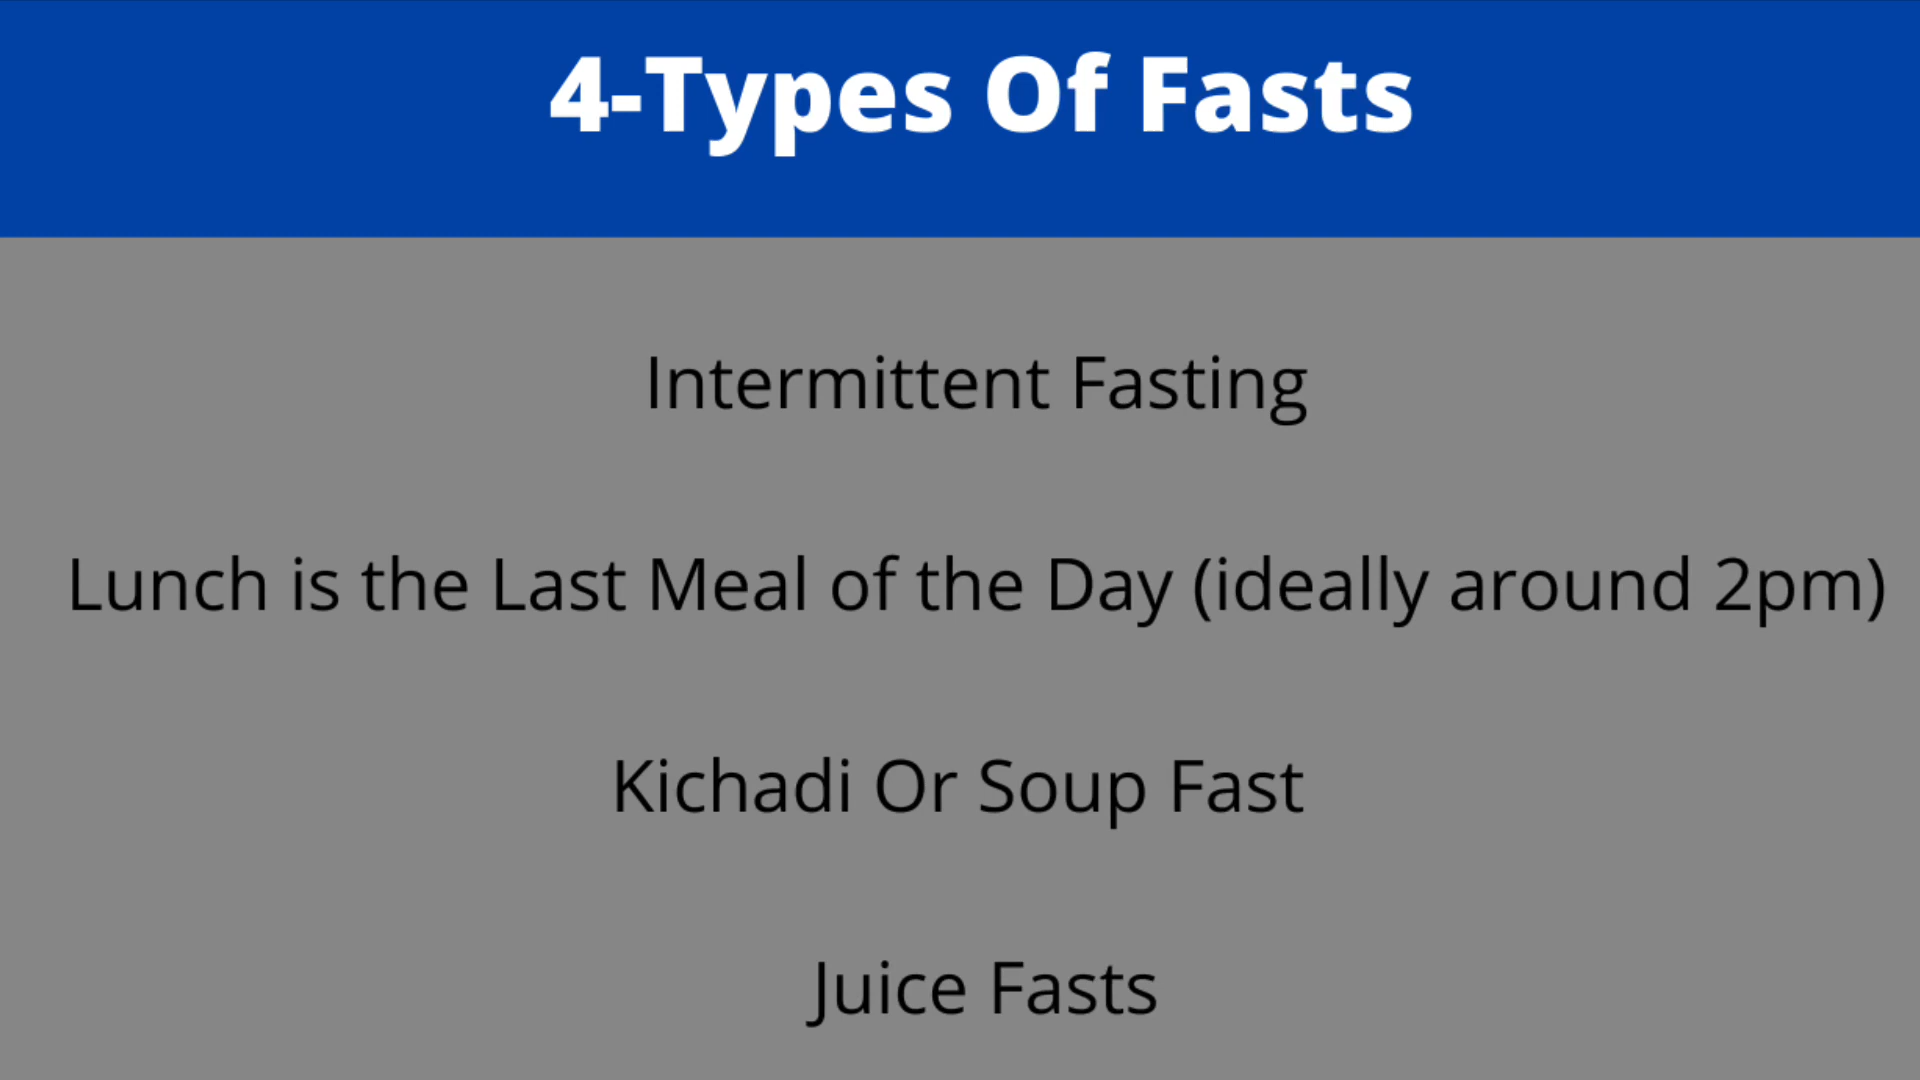 4-Types Of Fasts
Intermittent Fasting
Lunch is the Last Meal of the Day (ideally around 2pm)
Kichadi Or Soup Fast
Juice Fasts